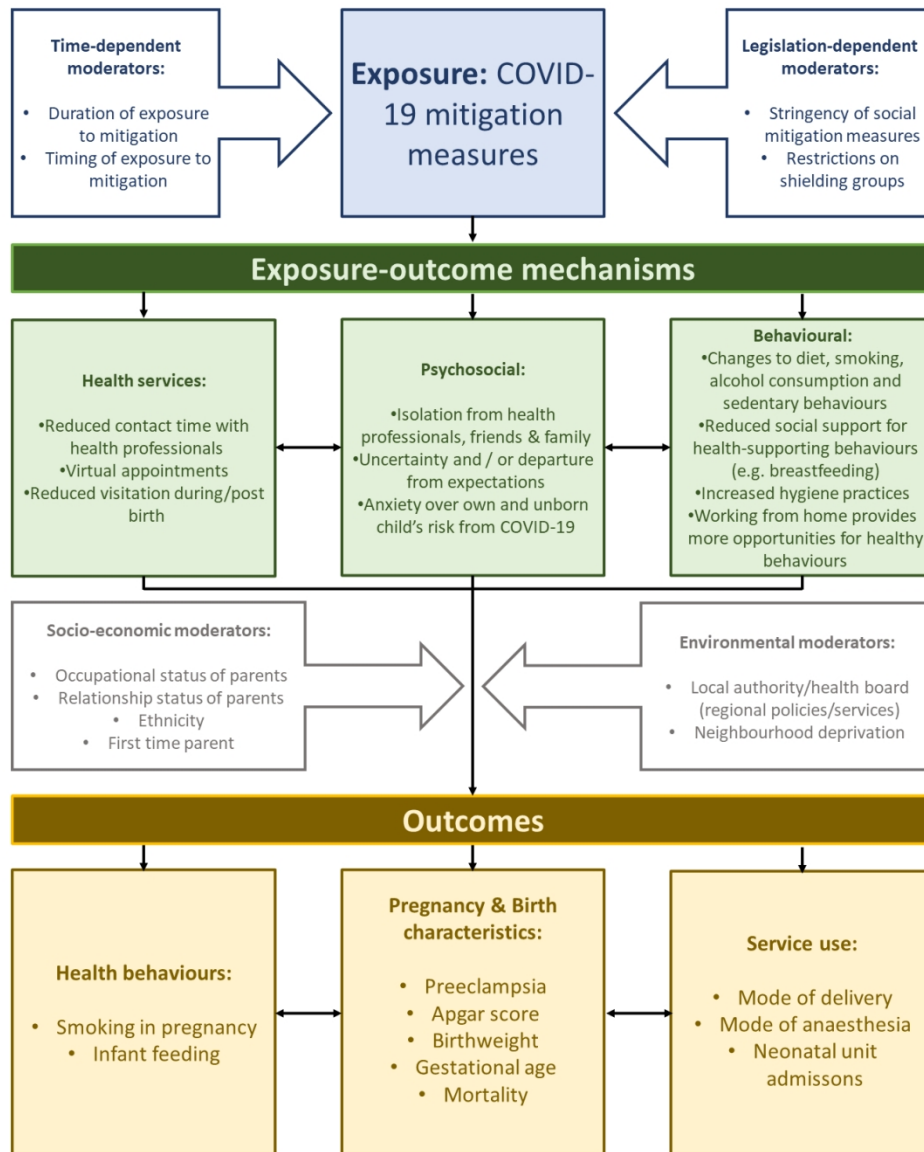 Time-dependent
moderators:
• Duration of exposure
to mitigation
• Timing of exposure to
mitigation
Exposure: COVID-
19 mitigation
measures
Legislation-dependent
moderators:
• Stringency of social
mitigation measures
• Restrictions on
shielding groups
Exposure-outcome mechanisms
Health services:
•Reduced contact time with
health professionals
•Virtual appointments
•Reduced visitation during/post
birth
Psychosocial:
•Isolation from health
professionals, friends & family
•Uncertainty and / or departure
from expectations
•Anxiety over own and unborn
child's risk from COVID-19
Behavioural:
•Changes to diet, smoking,
alcohol consumption and
sedentary behaviours
•Reduced social support for
health-supporting behaviours
(e.g. breastfeeding)
•Increased hygiene practices
•Working from home provides
more opportunities for healthy
behaviours
Socio-economic moderators:
• Occupational status of parents
• Relationship status of parents
• Ethnicity
• First time parent
Environmental moderators:
• Local authority/health board
(regional policies/services)
• Neighbourhood deprivation
Outcomes
Health behaviours:
• Smoking in pregnancy
• Infant feeding
Pregnancy & Birth
characteristics:
• Preeclampsia
• Apgar score
• Birthweight
• Gestational age
• Mortality
Service use:
• Mode of delivery
• Mode of anaesthesia
• Neonatal unit
admissons